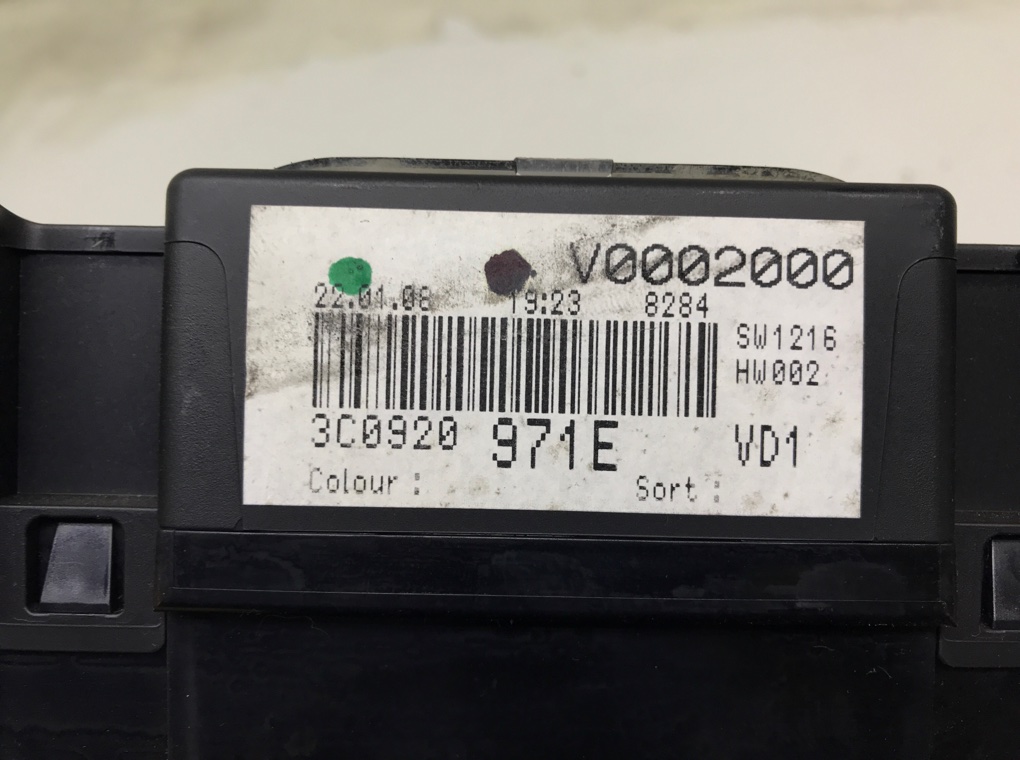 V0002000
22.01.08 19:23 8284
SW1216
HW002
3C0920 971E VD1
Colour : Sort :